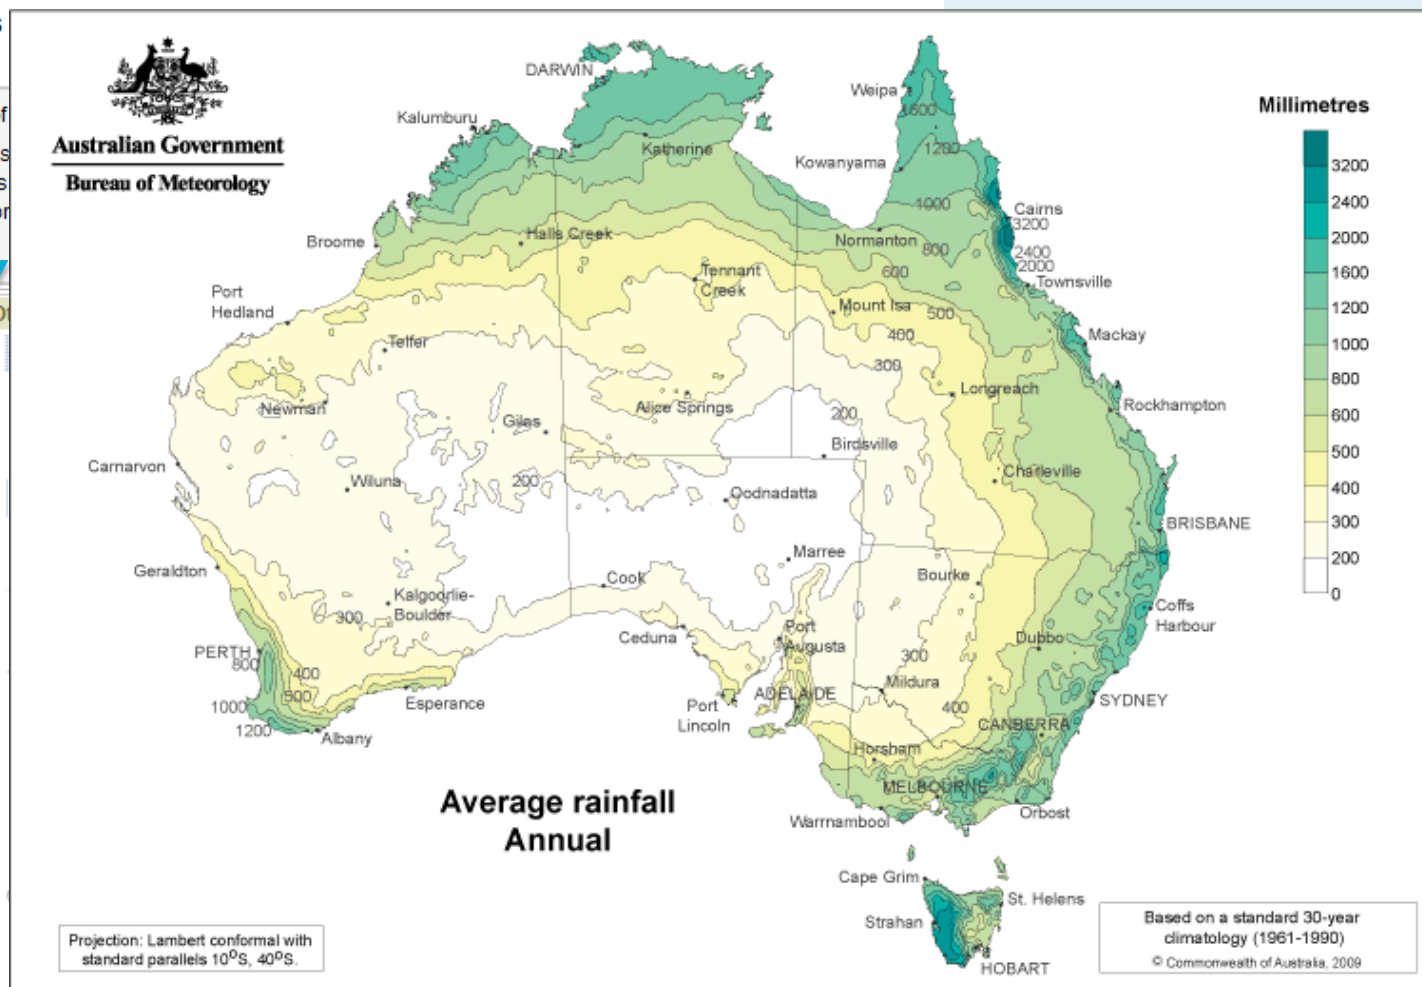 s
of
s
s
or
Australian Government
Bureau of Meteorology
DARWIN
Kalumburu
Katherine
Weipa
1600
1200
Kowanyama
1000
Cairns
3200
Broome
Halls Creek
Normanton
800
2400
2000
600
Townsville
Port
Hedland
Tennant
Creek
Mount Isa
500
400
Mackay
Telfer
300
Longreach
Newman
Alice Springs
200
Rockhampton
Giles
Birdsville
Carnarvon
Wiluna
200
Oodnadatta
Charleville
BRISBANE
Geraldton
Marree
Cook
Bourke
Kalgoorlie-
Boulder
300
Ceduna
Port
Augusta
Coffs
Harbour
Dubbo
PERTH
800
400
500
1000
1200
Albany
Esperance
300
Mildura
ADELAIDE
Port
Lincoln
400
SYDNEY
CANBERRA
Horsham
MELBOURNE
Warrnambool
Orbost
Cape Grim
St. Helens
Strahan
HOBART
Millimetres
3200
2400
2000
1600
1200
1000
800
600
500
400
300
200
0
Average rainfall
Annual
Projection: Lambert conformal with
standard parallels 10⁰S, 40⁰S.
Based on a standard 30-year
climatology (1961-1990)
© Commonwealth of Australia, 2009